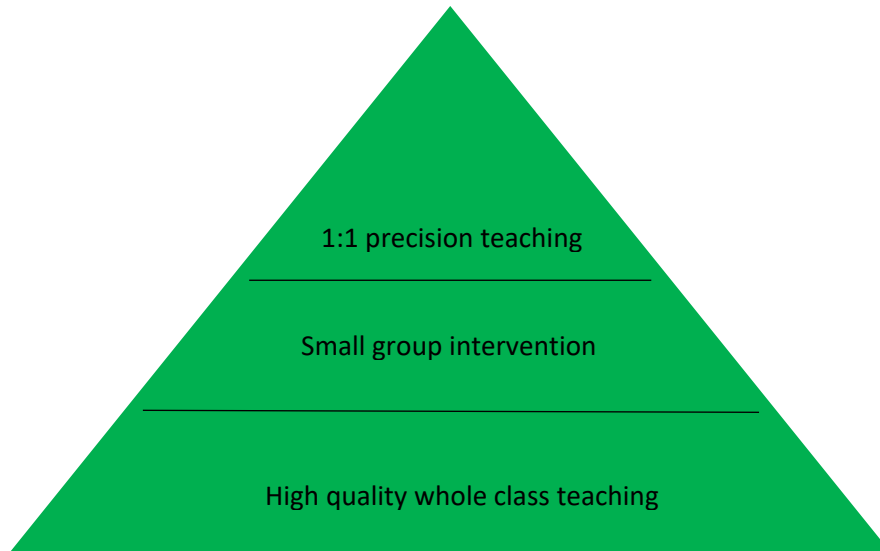 1:1 precision teaching
Small group intervention
High quality whole class teaching